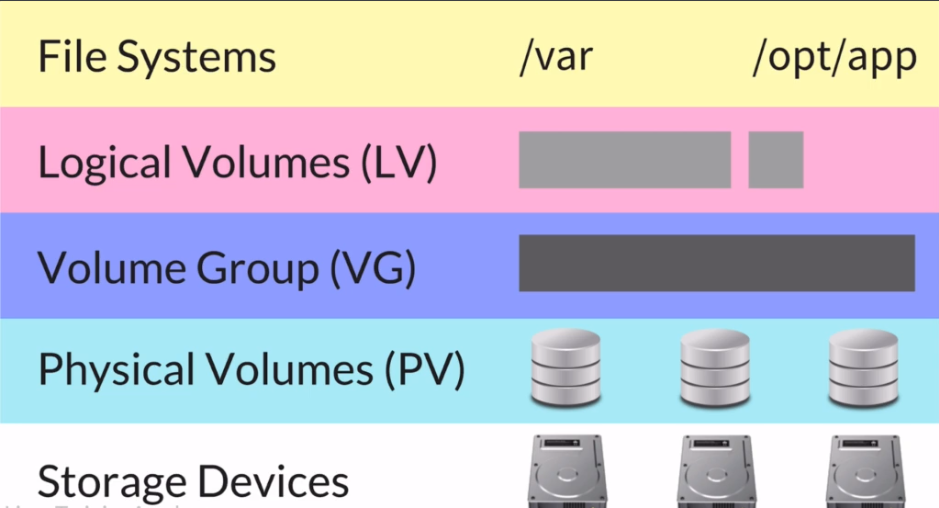 File Systems /var /opt/app
Logical Volumes (LV)
Volume Group (VG)
Physical Volumes (PV)
Storage Devices